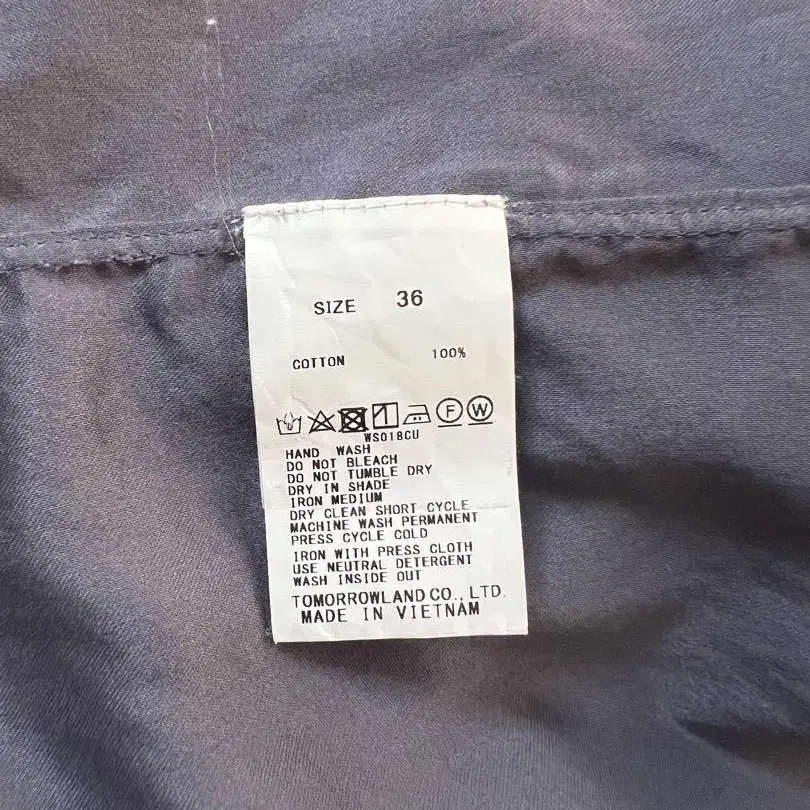 SIZE 36
COTTON 100%
F W
WS018CU
HAND WASH
DO NOT BLEACH
DO NOT TUMBLE DRY
DRY IN SHADE
IRON MEDIUM
DRY CLEAN SHORT CYCLE
MACHINE WASH PERMANENT
PRESS CYCLE COLD
IRON WITH PRESS CLOTH
USE NEUTRAL DETERGENT
WASH INSIDE OUT
TOMORROWLAND CO., LTD.
MADE IN VIETNAM